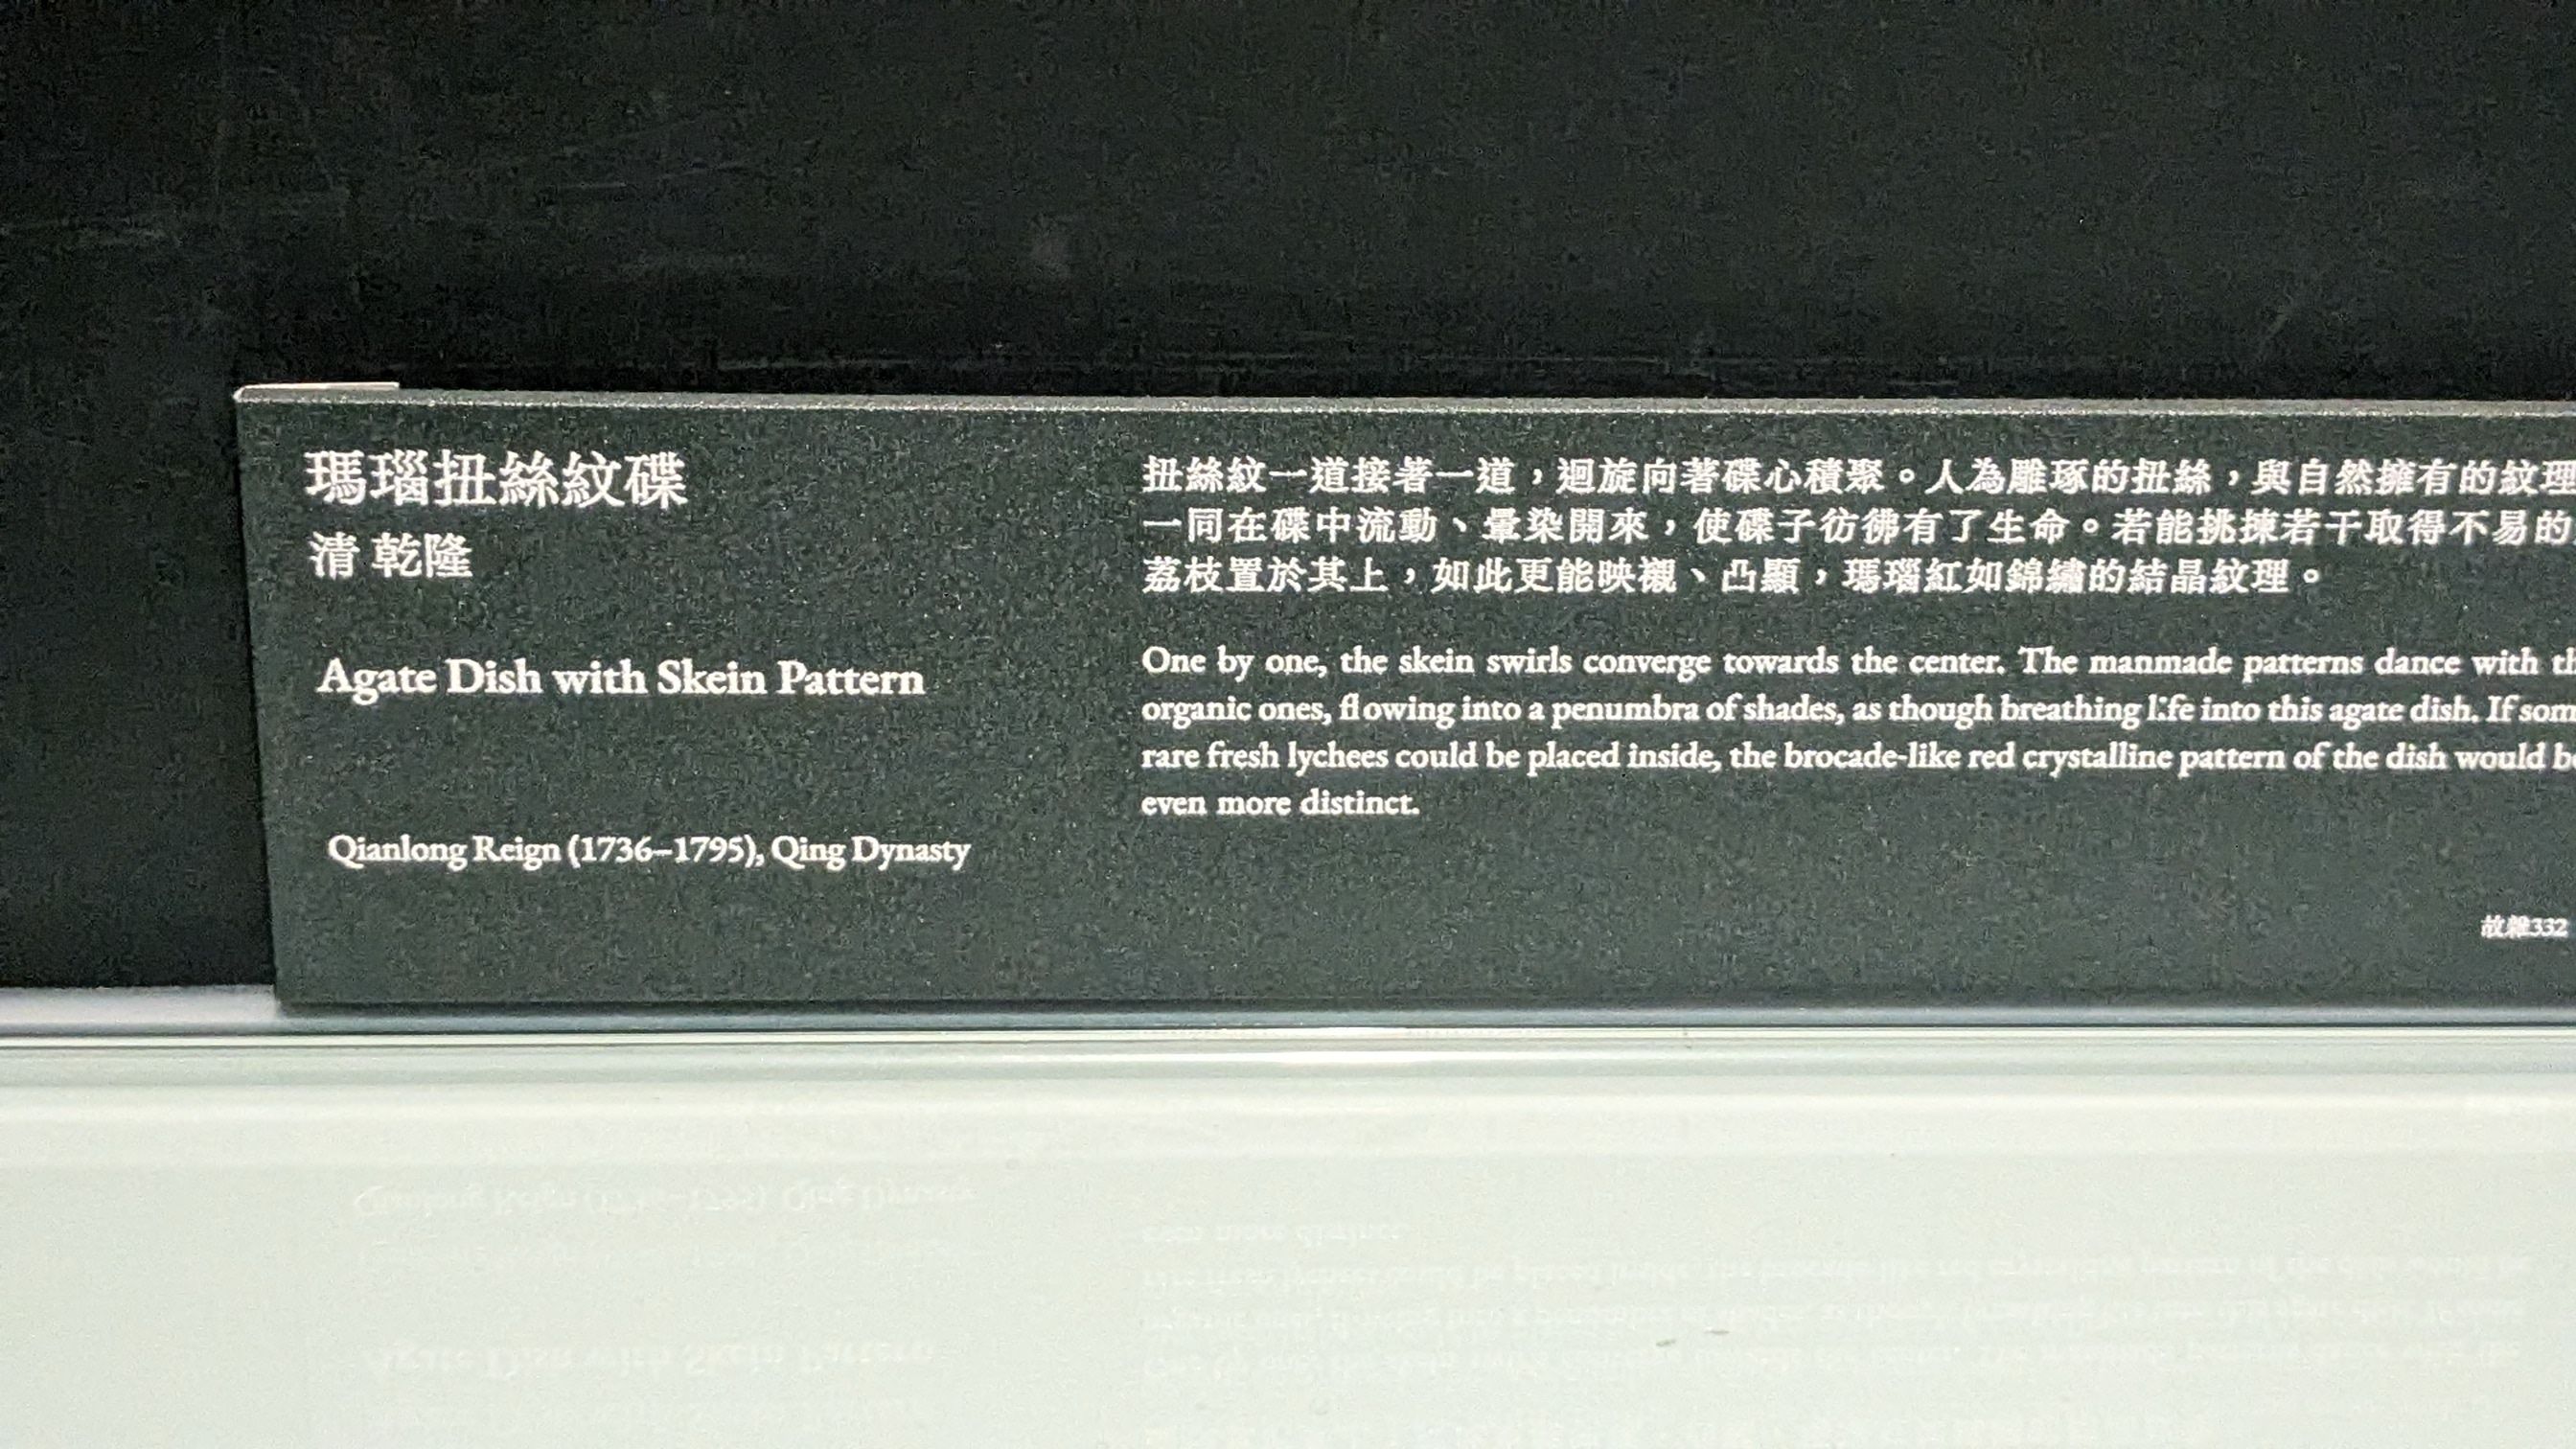 瑪瑙扭絲紋碟
清 乾隆
Agate Dish with Skein Pattern
Qianlong Reign (1736–1795), Qing Dynasty
扭絲紋一道接著一道，迴旋向著碟心積聚。人為雕琢的扭絲，與自然擁有的紋理
一同在碟中流動、暈染開來，使碟子彷彿有了生命。若能挑揀若干取得不易的
荔枝置於其上，如此更能映襯、凸顯，瑪瑙紅如錦繡的結晶紋理。
One by one, the skein swirls converge towards the center. The manmade patterns dance with
organic ones, flowing into a penumbra of shades, as though breathing life into this agate dish. If
rare fresh lychees could be placed inside, the brocade-like red crystalline pattern of the dish would
even more distinct.
故雜332